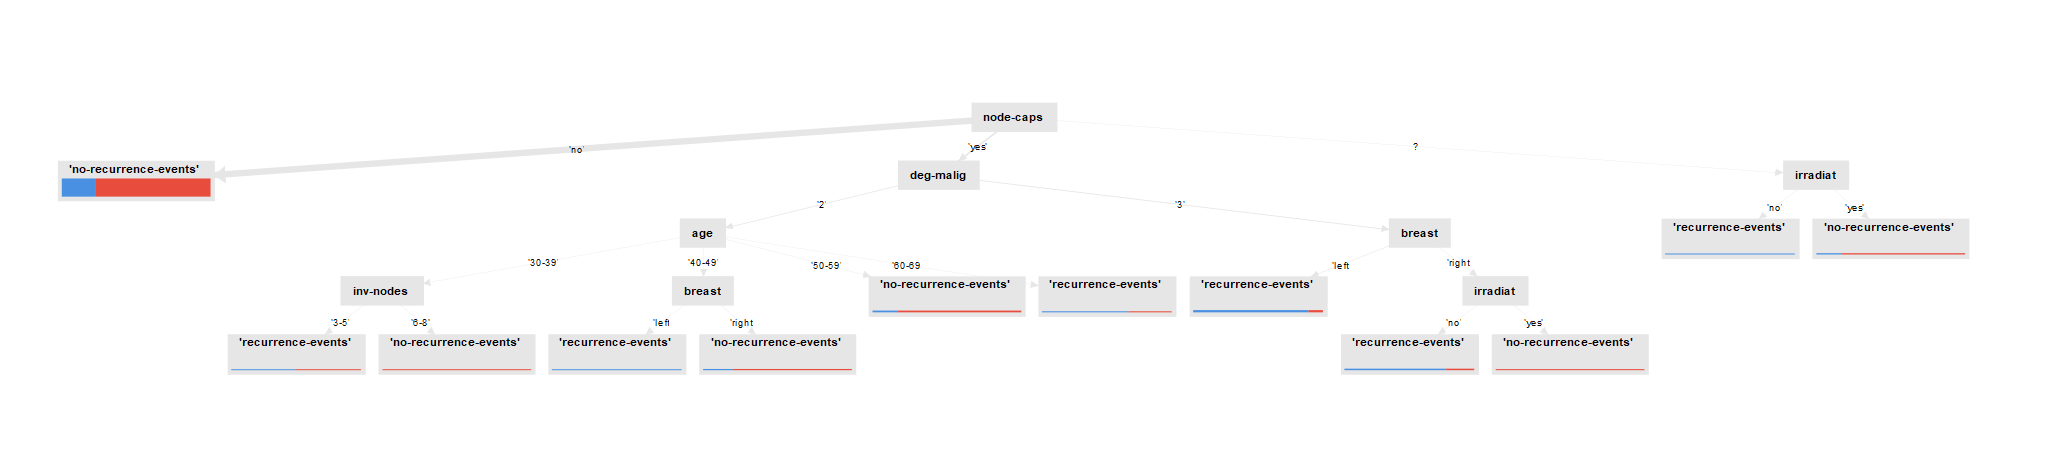 node-caps
'no'
'yes'
?
'no-recurrence-events'
deg-malig
irradiat
'2'
'3'
'no'
'yes'
age
breast
'recurrence-events'
'no-recurrence-events'
'30-39'
'40-49'
'50-59'
'60-69
'left
'right
inv-nodes
breast
'no-recurrence-events'
'recurrence-events'
'recurrence-events'
irradiat
'3-5'
'6-8'
'left
'right
'no'
'yes'
'recurrence-events'
'no-recurrence-events'
'recurrence-events'
'no-recurrence-events'
'recurrence-events'
'no-recurrence-events'